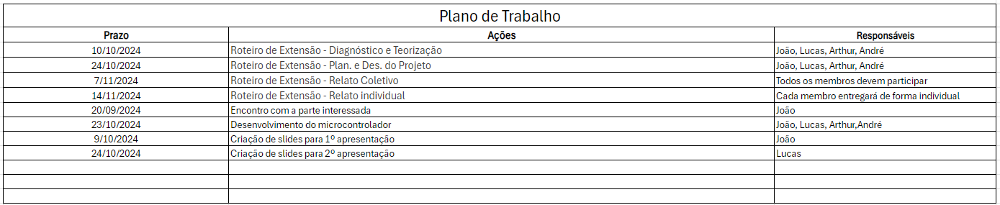 Plano de Trabalho
Prazo Ações Responsáveis
10/10/2024 Roteiro de Extensão - Diagnóstico e Teorização João, Lucas, Arthur, André
24/10/2024 Roteiro de Extensão - Plan. e Des. do Projeto João, Lucas, Arthur, André
7/11/2024 Roteiro de Extensão - Relato Coletivo Todos os membros devem participar
14/11/2024 Roteiro de Extensão - Relato individual Cada membro entregará de forma individual
20/09/2024 Encontro com a parte interessada João
23/10/2024 Desenvolvimento do microcontrolador João, Lucas, Arthur,André
9/10/2024 Criação de slides para 1º apresentação João
24/10/2024 Criação de slides para 2º apresentação Lucas